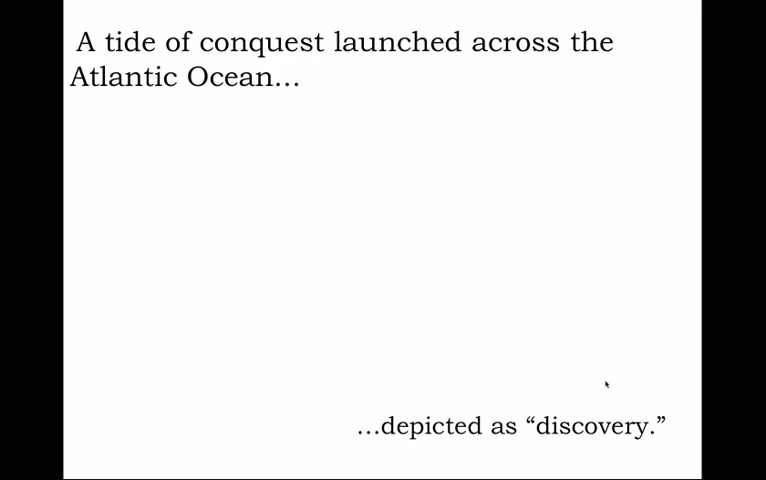 A tide of conquest launched across the
Atlantic Ocean…
…depicted as “discovery.”